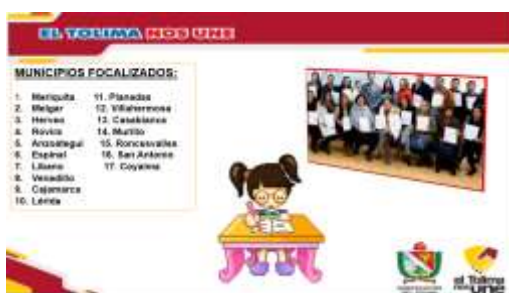 EL TOLIMA NOS UNE
MUNICIPIOS FOCALIZADOS:
1. Mariquita
2. Melgar
3. Herveo
4. Rovira
5. Anzoategui
6. Espinal
7. Líbano
8. Venadillo
9. Cajamarca
10. Lérida
11. Planadas
12. Villahermosa
13. Casabianca
14. Murillo
15. Roncesvalles
16. San Antonio
17. Coyaima
el Tolima
nos une